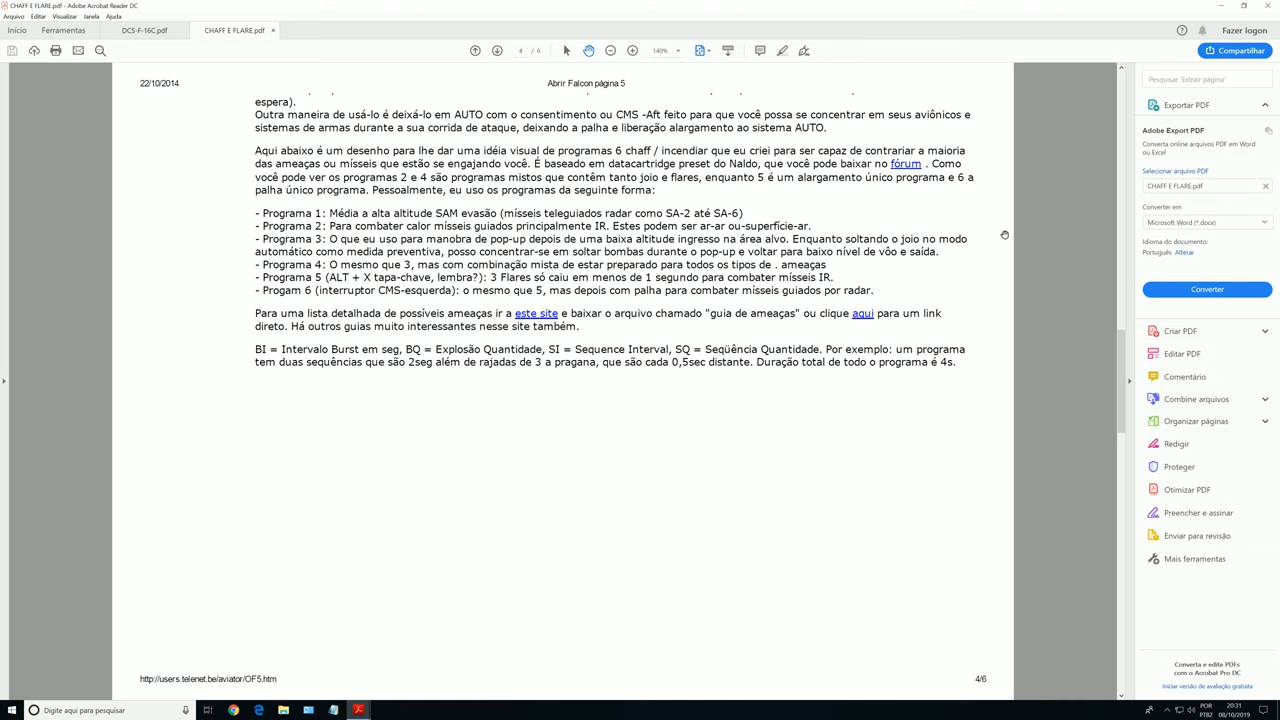 CHAFF E FLARE.pdf - Adobe Acrobat Reader DC
Arquivo Editar Visualizar Janela Ajuda
Início Ferramentas DCS-F-16C.pdf CHAFF E FLARE.pdf × Fazer logon
4 / 6 140% Compartilhar
22/10/2014 Abrir Falcon página 5
espera).
Outra maneira de usá-lo é deixá-lo em AUTO com o consentimento ou CMS -Aft feito para que você possa se concentrar em seus aviônicos e
sistemas de armas durante a sua corrida de ataque, deixando a palha e liberação alargamento ao sistema AUTO.
Aqui abaixo é um desenho para lhe dar uma idéia visual de programas 6 chaff / incendiar que eu criei para ser capaz de contrariar a maioria
das ameaças ou mísseis que estão se engajando você. É baseado em datacartridge preset do Naldo, que você pode baixar no fórum . Como
você pode ver os programas 2 e 4 são programas mistos que contêm tanto joio e flares, enquanto 5 é um alargamento único programa e 6 a
palha único programa. Pessoalmente, eu uso os programas da seguinte forma:
- Programa 1: Média a alta altitude SAM evasão (mísseis teleguiados radar como SA-2 até SA-6)
- Programa 2: Para combater calor mísseis guiados principalmente IR. Estes podem ser ar-ar ou-superfície-ar.
- Programa 3: O que eu uso para manobra de pop-up depois de uma baixa altitude ingresso na área alvo. Enquanto soltando o joio no modo
automático como medida preventiva, posso concentrar-se em soltar bombas durante o pop-up e voltar para baixo nível de vôo e saída.
- Programa 4: O mesmo que 3, mas com combinação mista de estar preparado para todos os tipos de . ameaças
- Programa 5 (ALT + X tapa-chave, lembra?): 3 Flares só caiu em menos de 1 segundo para combater mísseis IR.
- Progam 6 (interruptor CMS-esquerda): o mesmo que 5, mas depois com palha para combater mísseis guiados por radar.
Para uma lista detalhada de possíveis ameaças ir a este site e baixar o arquivo chamado "guia de ameaças" ou clique aqui para um link
direto. Há outros guias muito interessantes nesse site também.
BI = Intervalo Burst em seg, BQ = Explosão Quantidade, SI = Sequence Interval, SQ = Seqüência Quantidade. Por exemplo: um programa
tem duas sequências que são 2seg além de rajadas de 3 a pragana, que são cada 0,5sec distante. Duração total de todo o programa é 4s.
http://users.telenet.be/aviator/OF5.htm 4/6
Pesquisar 'Extrair página'
Exportar PDF
Adobe Export PDF
Converta online arquivos PDF em Word
ou Excel
Selecionar arquivo PDF
CHAFF E FLARE.pdf
Converter em
Microsoft Word (*.docx)
Idioma do documento:
Português Alterar
Converter
Criar PDF
Editar PDF
Comentário
Combine arquivos
Organizar páginas
Redigir
Proteger
Otimizar PDF
Preencher e assinar
Enviar para revisão
Mais ferramentas
Converta e edite PDFs
com o Acrobat Pro DC
Iniciar versão de avaliação gratuita
Digite aqui para pesquisar
POR
PTB2
20:31
08/10/2019